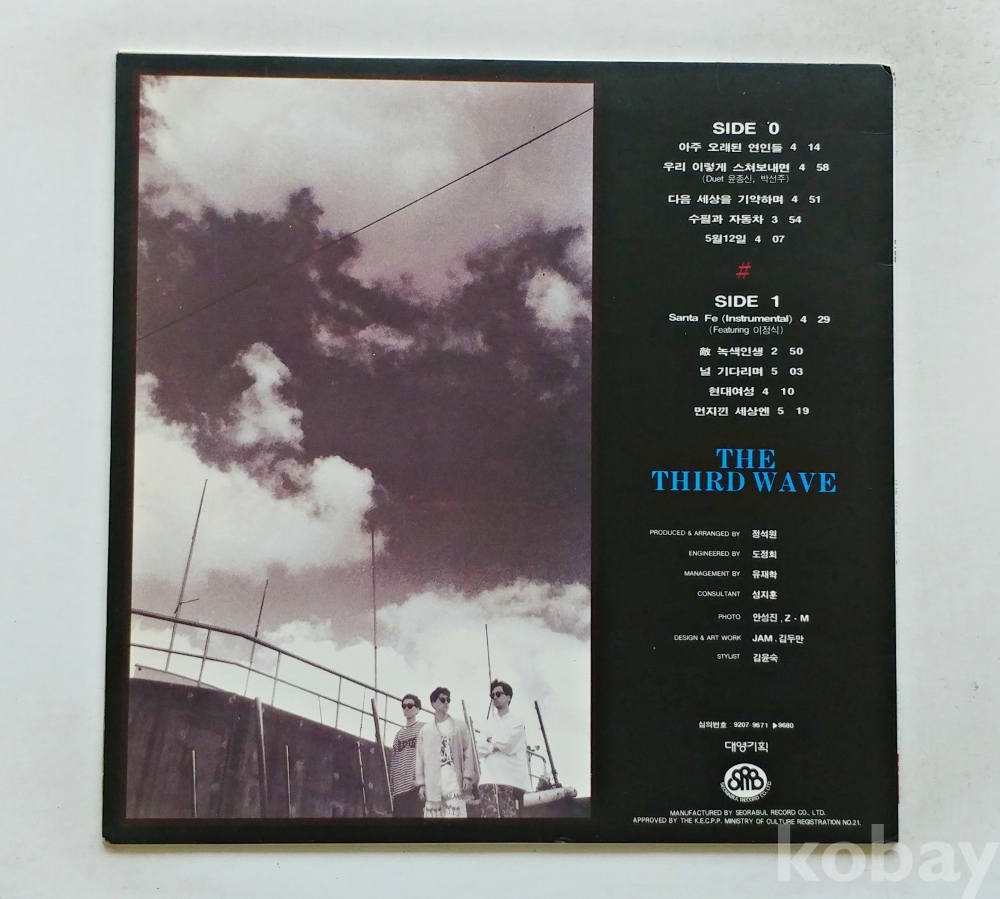 SIDE 0
아주 오래된 연인들 4 14
우리 이렇게 스쳐보내면 4 58
(Duet 윤종신, 박선주)
다음 세상을 기약하며 4 51
수필과 자동차 3 54
5월12일 4 07
#
SIDE 1
Santa Fe (Instrumental) 4 29
(Featuring 이정식)
敵 녹색인생 2 50
널 기다리며 5 03
현대여성 4 10
먼지낀 세상엔 5 19
THE
THIRD WAVE
PRODUCED & ARRANGED BY 정석원
ENGINEERED BY 도정회
MANAGEMENT BY 유재학
CONSULTANT 성지훈
PHOTO 안성진, Z-M
DESIGN & ART WORK JAM, 김두만
STYLIST 김윤숙
심의번호 : 9207-9671 ▶9680
대영기획
SRB
SEORABUL RECORD CO., LTD
MANUFACTURED BY SEORABUL RECORD CO., LTD.
APPROVED BY THE K.E.C.P.P. MINISTRY OF CULTURE REGISTRATION NO.21.
kobay